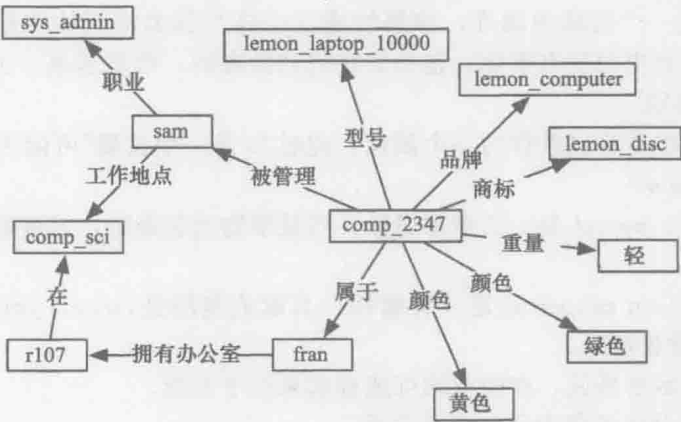 sys_admin
lemon_laptop_10000
lemon_computer
职业
sam
型号
品牌
lemon_disc
工作地点
被管理
商标
comp_sci
comp_2347
重量
轻
在
属于
颜色
颜色
r107
拥有办公室
fran
绿色
黄色